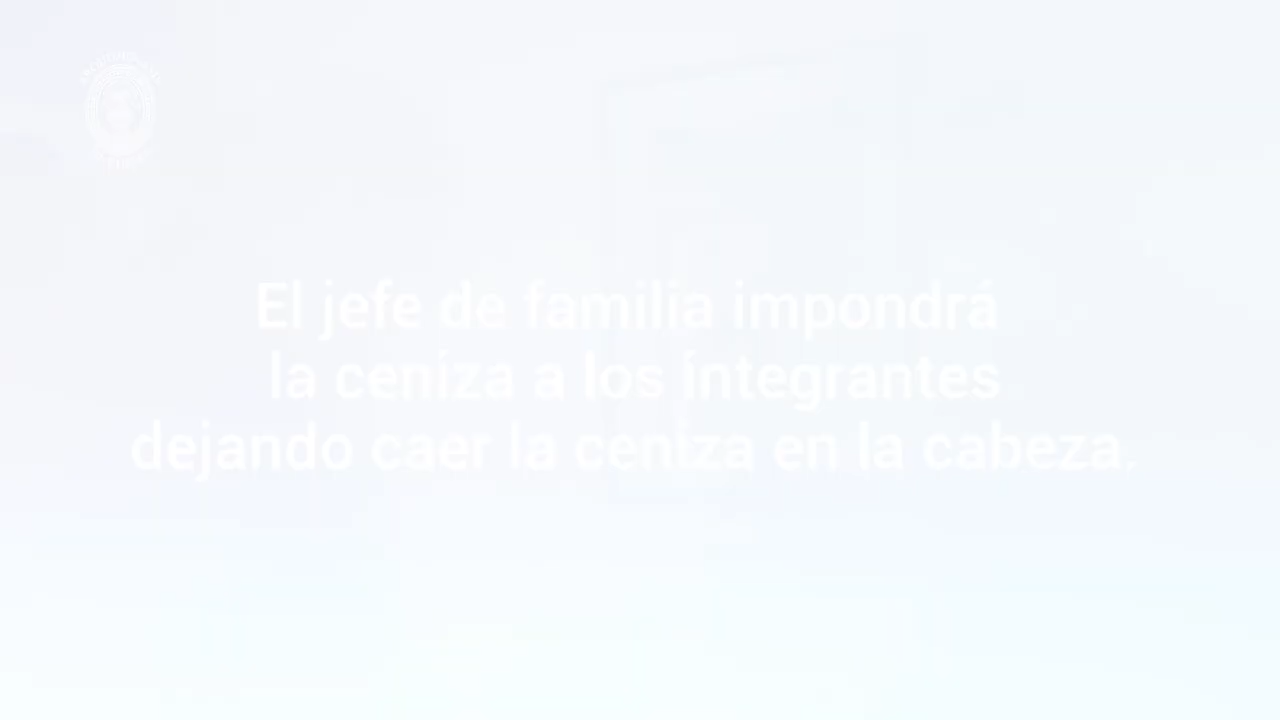 El jefe de familia impondrá
la ceniza a los integrantes
dejando caer la ceniza en la cabeza.